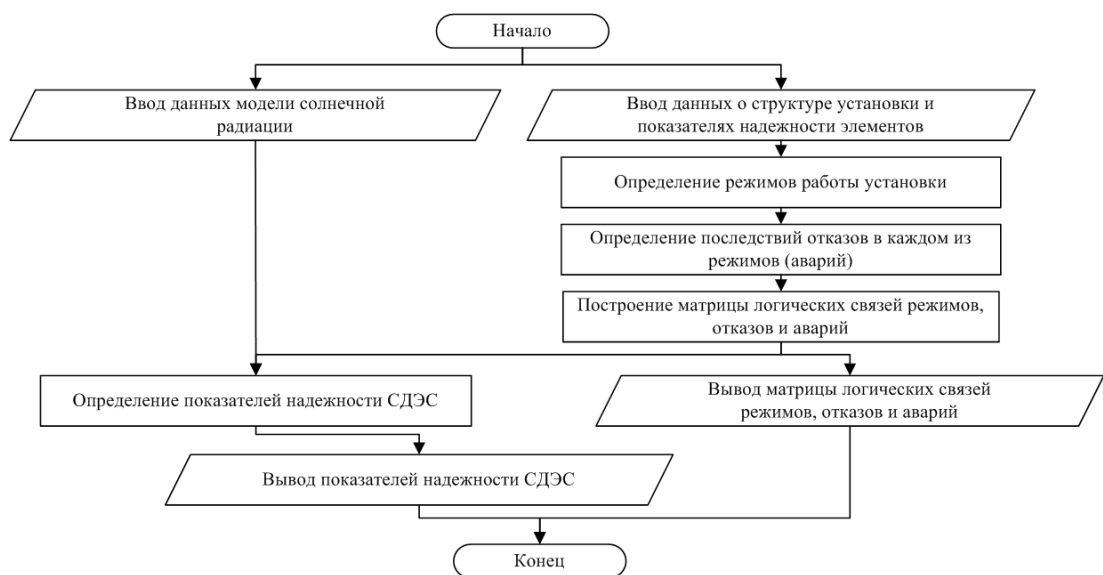 Начало
Ввод данных модели солнечной
радиации
Ввод данных о структуре установки и
показателях надежности элементов
Определение режимов работы установки
Определение последствий отказов в каждом из
режимов (аварий)
Построение матрицы логических связей режимов,
отказов и аварий
Определение показателей надежности СДЭС
Вывод матрицы логических связей
режимов, отказов и аварий
Вывод показателей надежности СДЭС
Конец